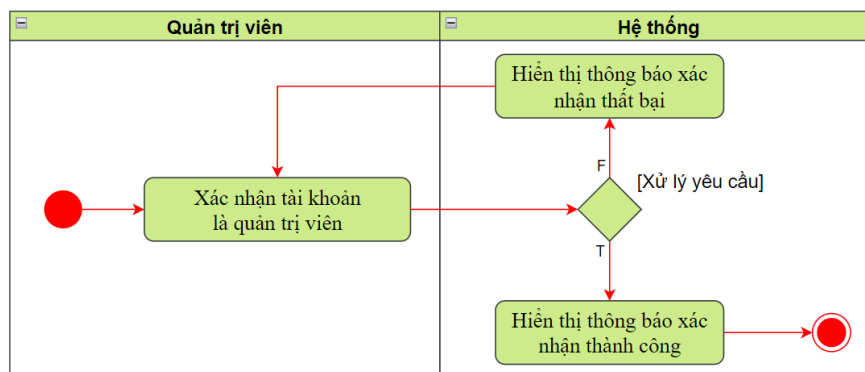 Quản trị viên
Hệ thống
Hiển thị thông báo xác
nhận thất bại
F
[Xử lý yêu cầu]
Xác nhận tài khoản
là quản trị viên
T
Hiển thị thông báo xác
nhận thành công